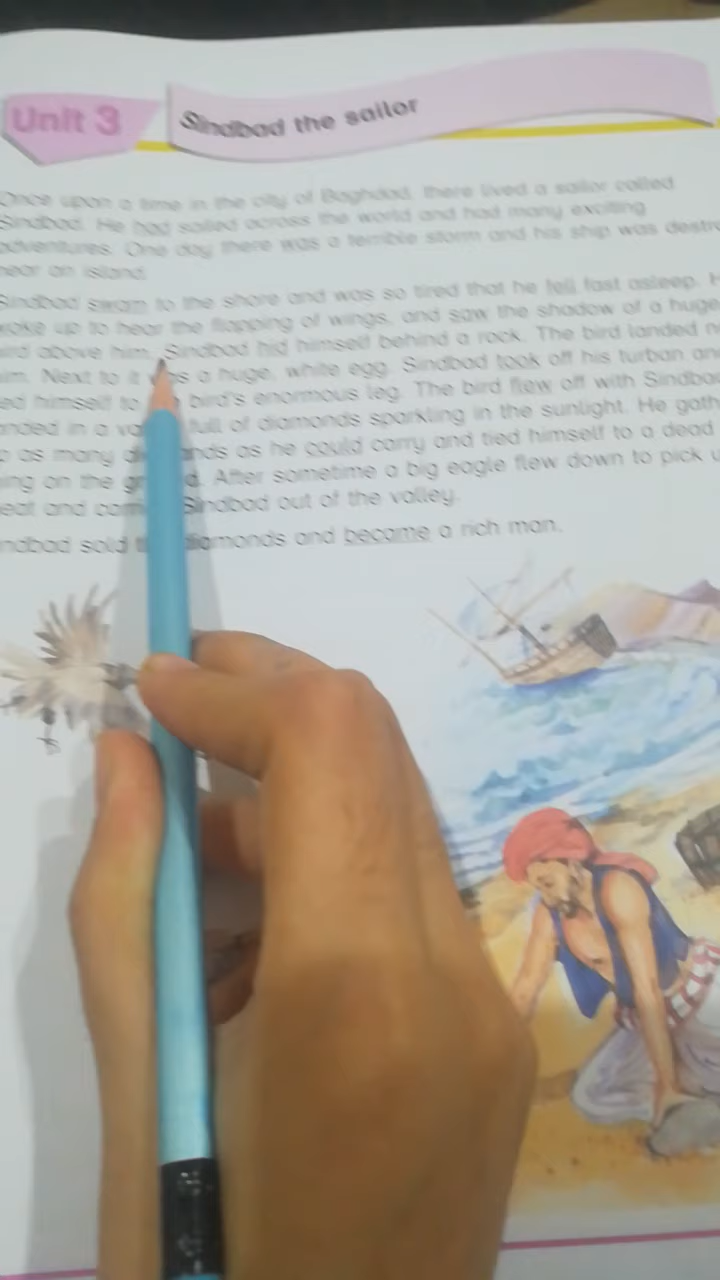 Unit 3
Sindbad the sailor
Once upon a time in the city of Baghdad, there lived a sailor called
Sindbad. He had sailed across the world and had many exciting
adventures. One day there was a terrible storm and his ship was
near an island.
Sindbad swam to the shore and was so tired that he fell fast asleep.
woke up to hear the flapping of wings, and saw the shadow of a huge
above him. Sindbad hid himself behind a rock. The bird landed
Next to it a huge, white egg. Sindbad took off his turban
himself to bird's enormous leg. The bird flew off with
in a full of diamonds sparkling in the sunlight. He
as many as he could carry and tied himself to a dead
on the After sometime a big eagle flew down to pick
and Sindbad out of the valley.
sold diamonds and became a rich man.